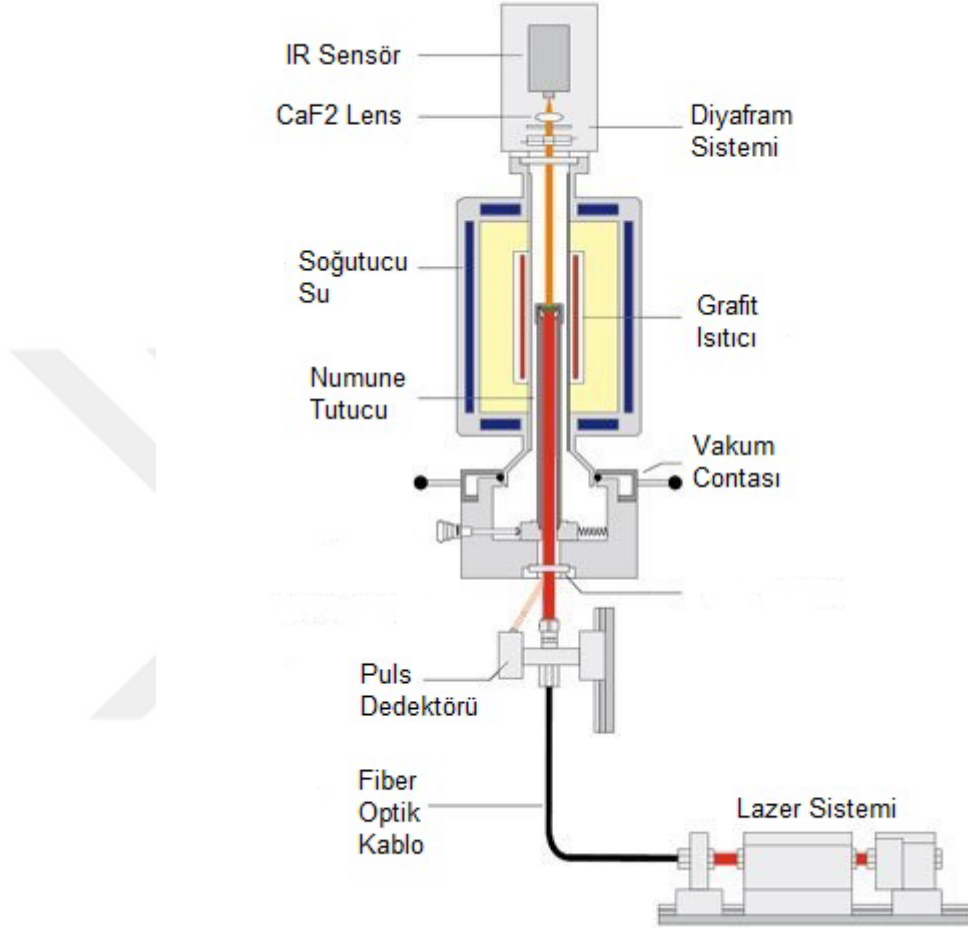 IR Sensör
CaF2 Lens
Diyafram
Sistemi
Soğutucu
Su
Grafit
Isıtıcı
Numune
Tutucu
Vakum
Contası
Puls
Dedektörü
Fiber
Optik
Kablo
Lazer Sistemi